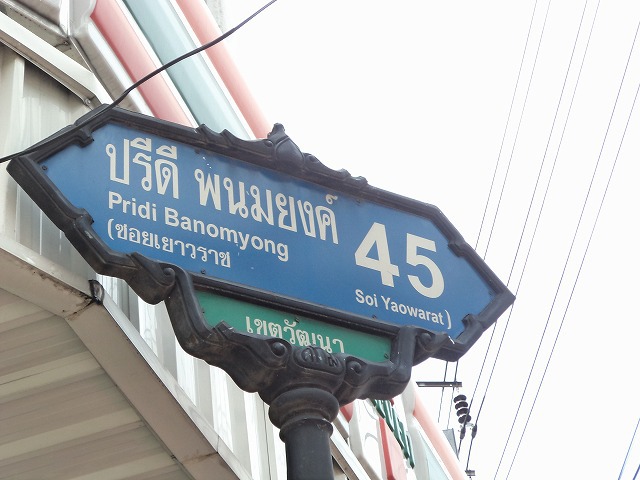 ปรีดี พนมยงค์ 45
Pridi Banomyong
(ซอยเยาวราช Soi Yaowarat)
เขตวัฒนา